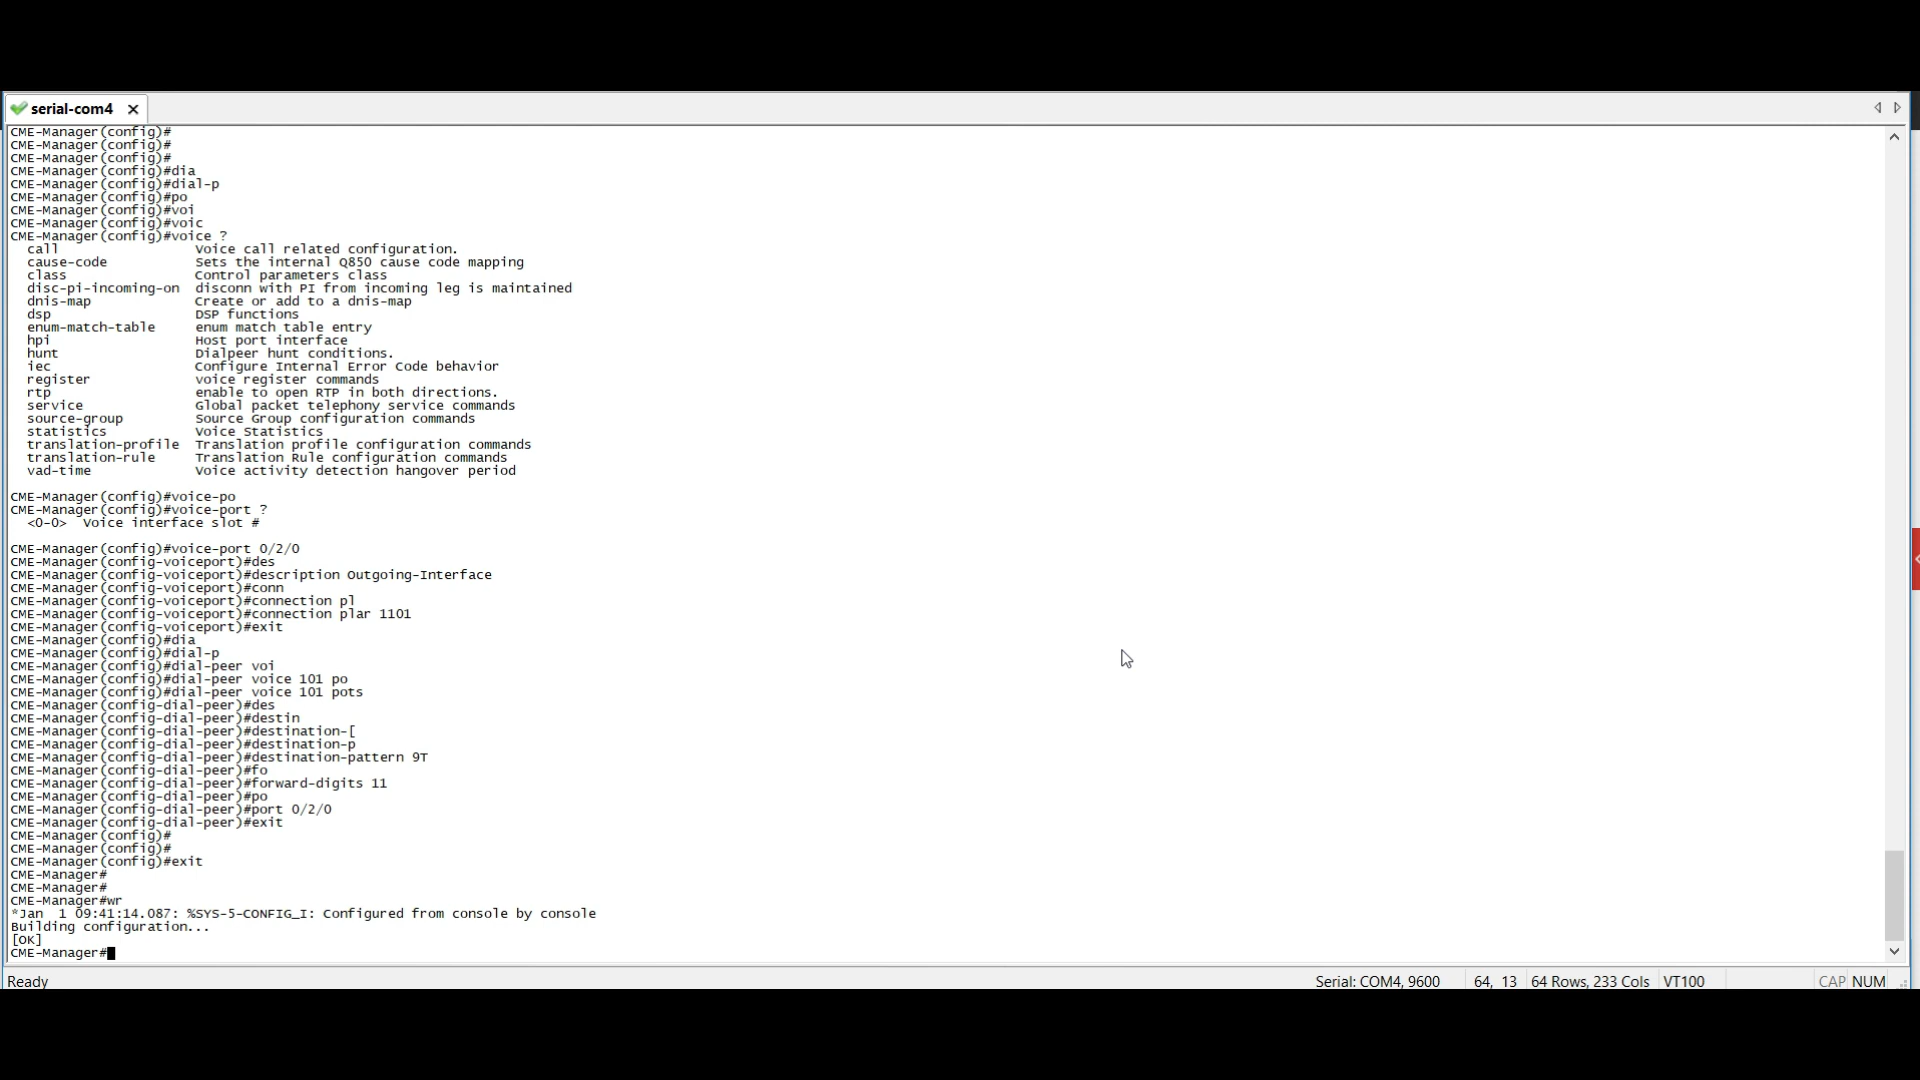 serial-com4
CME-Manager(config)#
CME-Manager(config)#
CME-Manager(config)#
CME-Manager(config)#dia
CME-Manager(config)#dial-p
CME-Manager(config)#po
CME-Manager(config)#voi
CME-Manager(config)#voic
CME-Manager(config)#voice ?
call Voice call related configuration.
cause-code Sets the internal Q850 cause code mapping
class Control parameters class
disc-pi-incoming-on disconn with PI from incoming leg is maintained
dnis-map Create or add to a dnis-map
dsp DSP functions
enum-match-table enum match table entry
hpi Host port interface
hunt Dialpeer hunt conditions.
iec Configure Internal Error Code behavior
register voice register commands
rtp enable to open RTP in both directions.
service Global packet telephony service commands
source-group Source Group configuration commands
statistics Voice Statistics
translation-profile Translation profile configuration commands
translation-rule Translation Rule configuration commands
vad-time Voice activity detection hangover period
CME-Manager(config)#voice-po
CME-Manager(config)#voice-port ?
<0-0> Voice interface slot #
CME-Manager(config)#voice-port 0/2/0
CME-Manager(config-voiceport)#des
CME-Manager(config-voiceport)#description Outgoing-Interface
CME-Manager(config-voiceport)#conn
CME-Manager(config-voiceport)#connection pl
CME-Manager(config-voiceport)#connection plar 1101
CME-Manager(config-voiceport)#exit
CME-Manager(config)#dia
CME-Manager(config)#dial-p
CME-Manager(config)#dial-peer voi
CME-Manager(config)#dial-peer voice 101 po
CME-Manager(config)#dial-peer voice 101 pots
CME-Manager(config-dial-peer)#des
CME-Manager(config-dial-peer)#destin
CME-Manager(config-dial-peer)#destination-[
CME-Manager(config-dial-peer)#destination-p
CME-Manager(config-dial-peer)#destination-pattern 9T
CME-Manager(config-dial-peer)#fo
CME-Manager(config-dial-peer)#forward-digits 11
CME-Manager(config-dial-peer)#po
CME-Manager(config-dial-peer)#port 0/2/0
CME-Manager(config-dial-peer)#exit
CME-Manager(config)#
CME-Manager(config)#
CME-Manager(config)#exit
CME-Manager#
CME-Manager#
CME-Manager#wr
*Jan 1 09:41:14.087: %SYS-5-CONFIG_I: Configured from console by console
Building configuration...
[OK]
CME-Manager#
Ready Serial: COM4, 9600 64, 13 64 Rows, 233 Cols VT100 CAP NUM